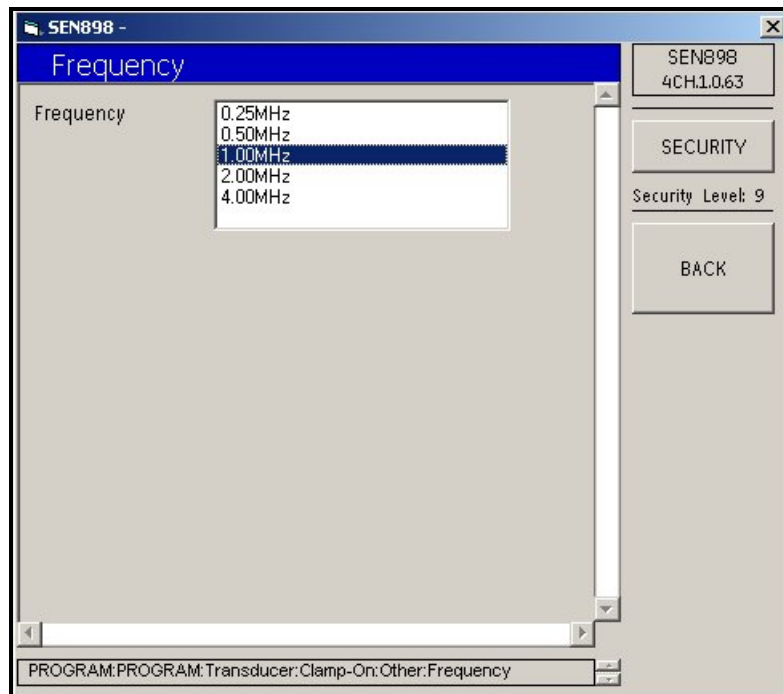 SEN898 -
Frequency
SEN898
4CH.1.0.63
Frequency
0.25MHz
0.50MHz
1.00MHz
2.00MHz
4.00MHz
SECURITY
Security Level: 9
BACK
PROGRAM:PROGRAM:Transducer:Clamp-On:Other:Frequency